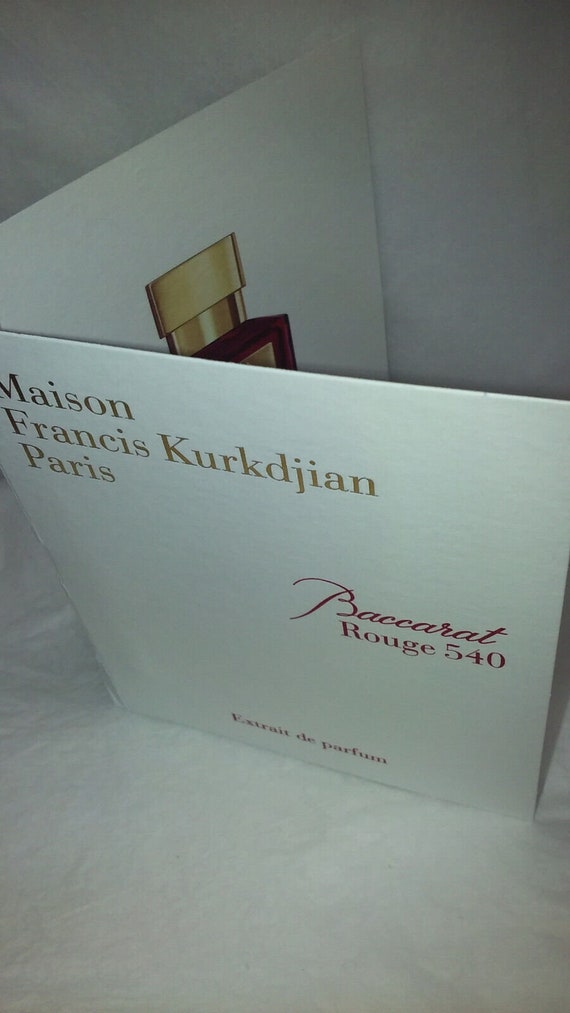 Maison
Francis Kurkdjian
Paris
Baccarat
Rouge 540
Extrait de parfum